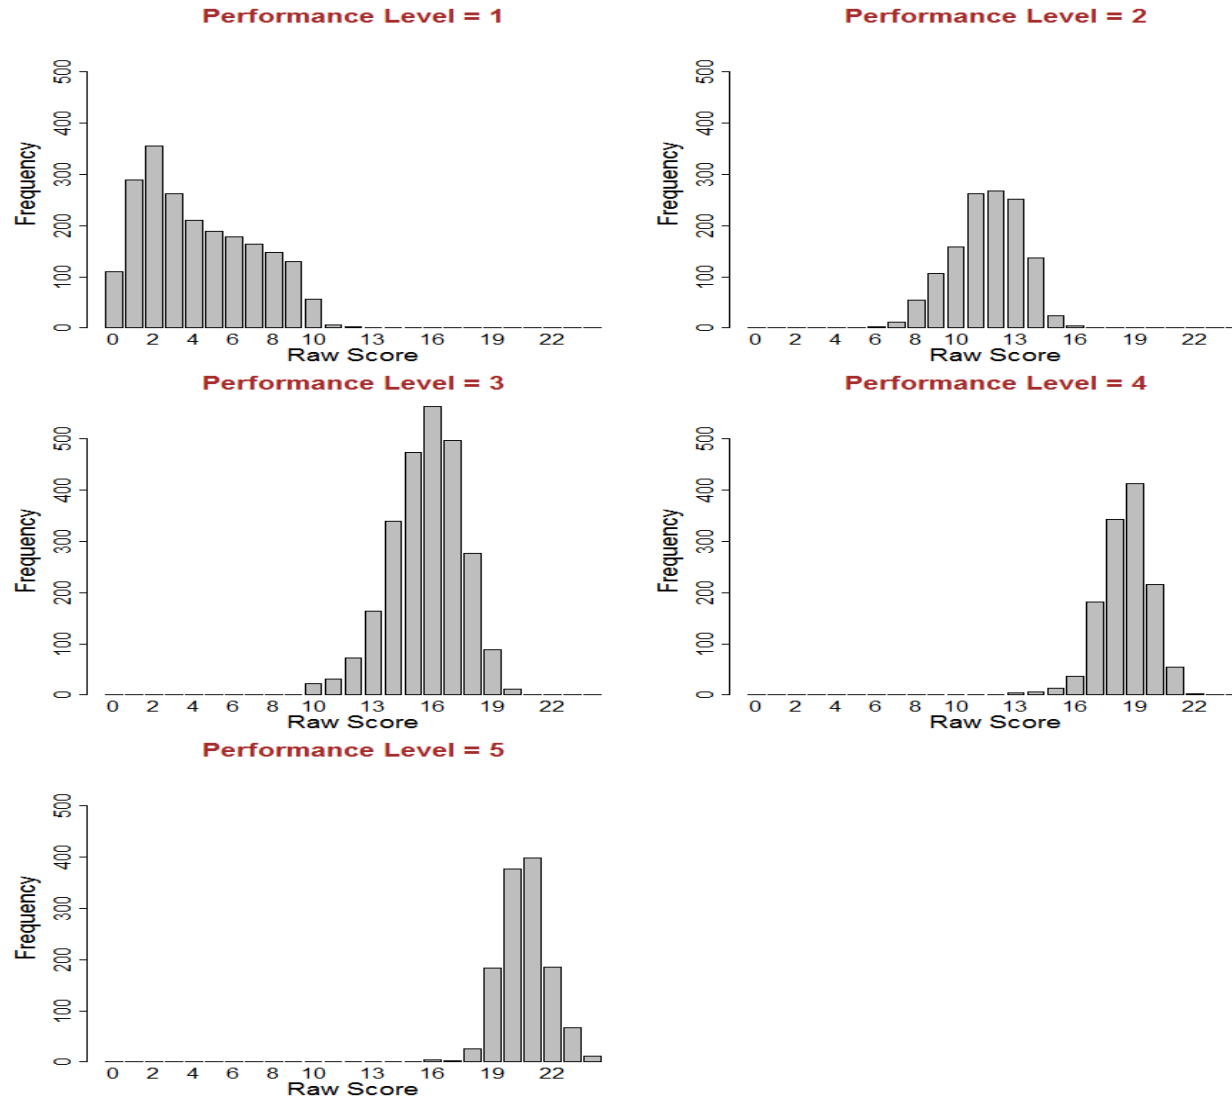 Performance Level = 1
Frequency
500
400
300
200
100
0
0 2 4 6 8 10 13 16 19 22
Raw Score
Performance Level = 2
Frequency
500
400
300
200
100
0
0 2 4 6 8 10 13 16 19 22
Raw Score
Performance Level = 3
Frequency
500
400
300
200
100
0
0 2 4 6 8 10 13 16 19 22
Raw Score
Performance Level = 4
Frequency
500
400
300
200
100
0
0 2 4 6 8 10 13 16 19 22
Raw Score
Performance Level = 5
Frequency
500
400
300
200
100
0
0 2 4 6 8 10 13 16 19 22
Raw Score